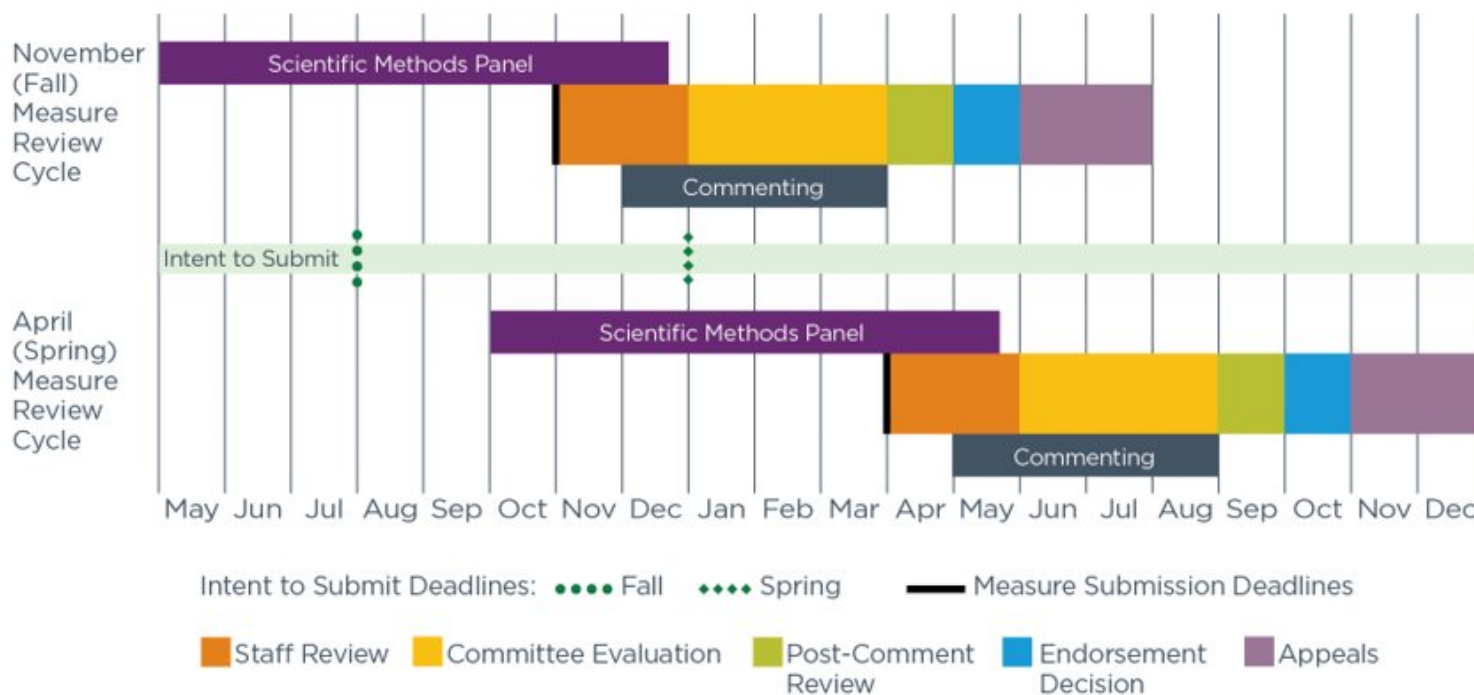 November
(Fall)
Measure
Review
Cycle
Scientific Methods Panel
Commenting
Intent to Submit
April
(Spring)
Measure
Review
Cycle
Scientific Methods Panel
Commenting
May Jun Jul Aug Sep Oct Nov Dec Jan Feb Mar Apr May Jun Jul Aug Sep Oct Nov Dec
Intent to Submit Deadlines: Fall Spring Measure Submission Deadlines
Staff Review Committee Evaluation Post-Comment Review Endorsement Decision Appeals